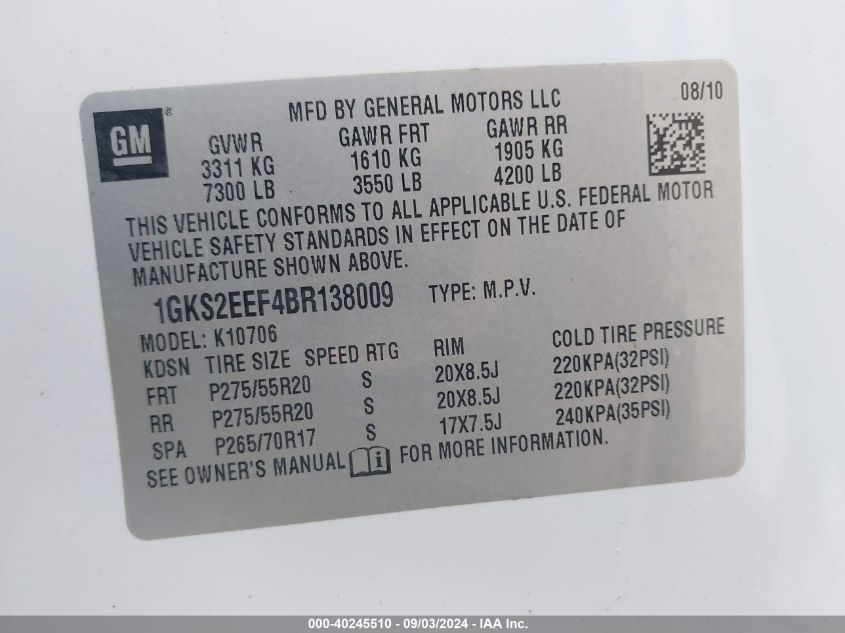 GM ®
MFD BY GENERAL MOTORS LLC 08/10
GVWR GAWR FRT GAWR RR
3311 KG 1610 KG 1905 KG
7300 LB 3550 LB 4200 LB
THIS VEHICLE CONFORMS TO ALL APPLICABLE U.S. FEDERAL MOTOR
VEHICLE SAFETY STANDARDS IN EFFECT ON THE DATE OF
MANUFACTURE SHOWN ABOVE.
1GKS2EEF4BR138009 TYPE: M.P.V.
MODEL: K10706
KDSN TIRE SIZE SPEED RTG RIM COLD TIRE PRESSURE
FRT P275/55R20 S 20X8.5J 220KPA(32PSI)
RR P275/55R20 S 20X8.5J 220KPA(32PSI)
SPA P265/70R17 S 17X7.5J 240KPA(35PSI)
SEE OWNER'S MANUAL i FOR MORE INFORMATION.
000-40245510 - 09/03/2024 - IAA Inc.